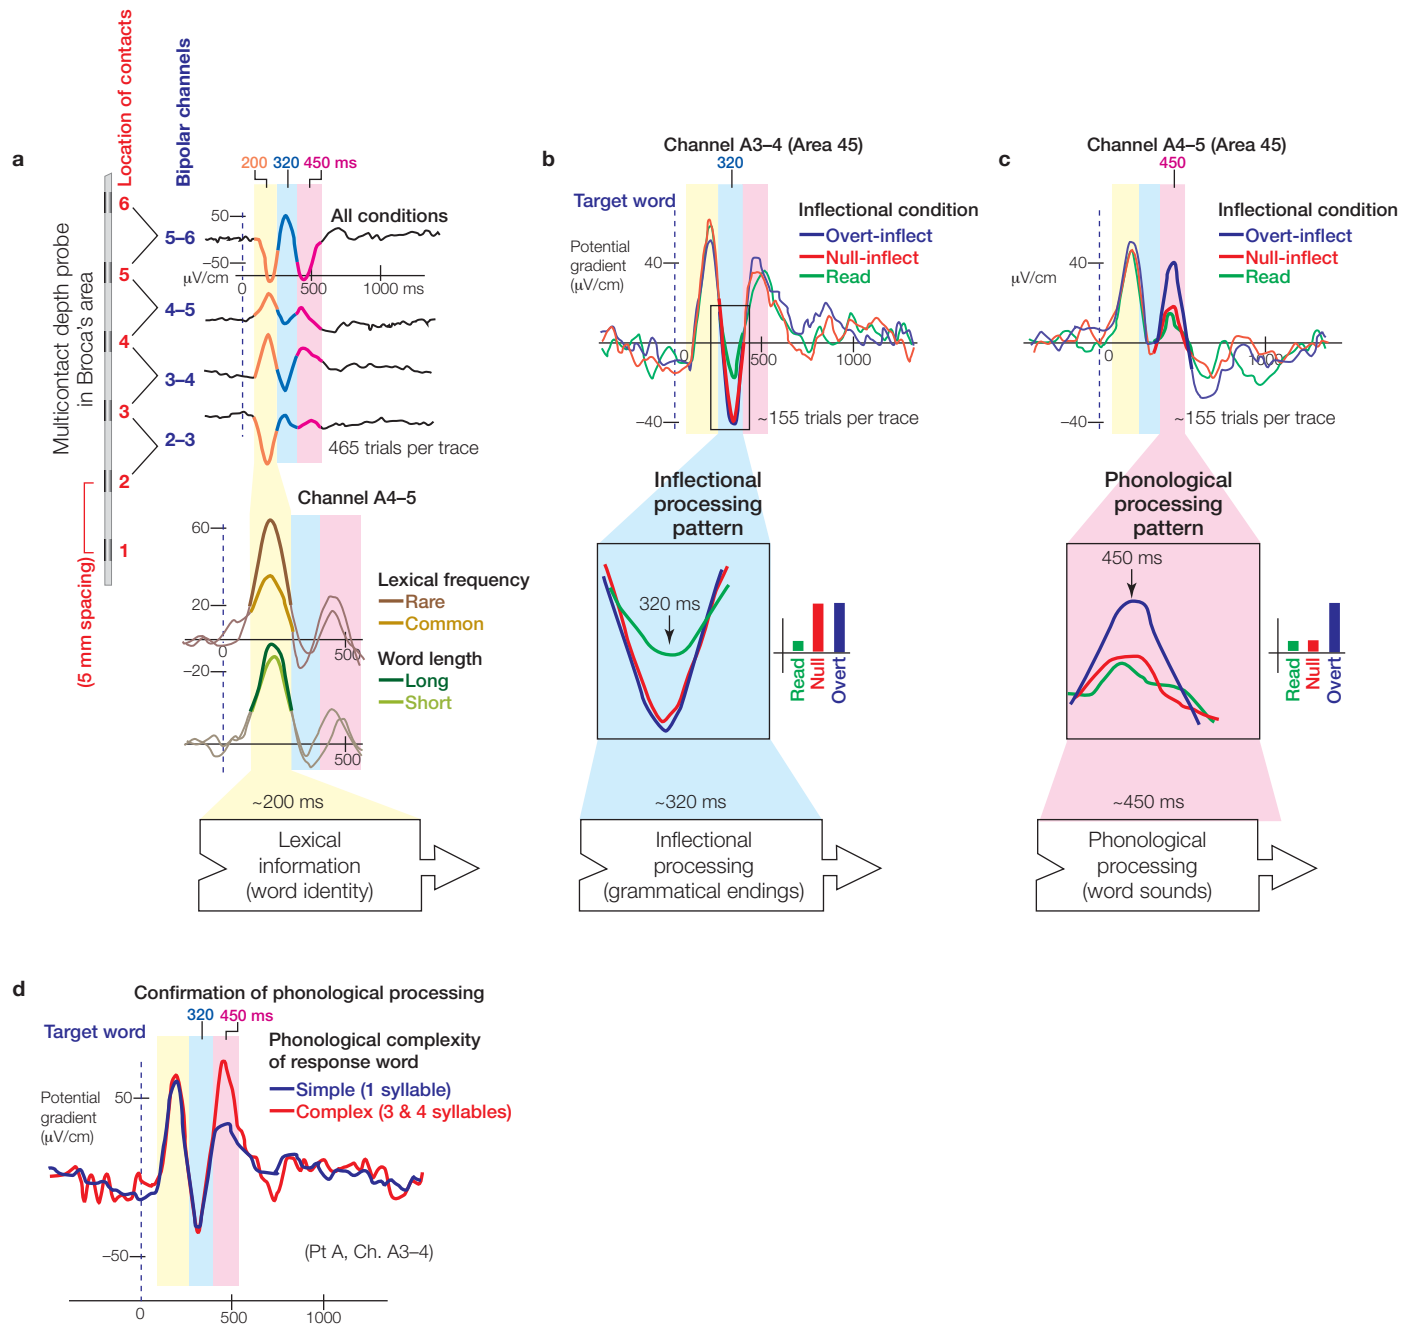 a
Location of contacts
Bipolar channels
Multicontact depth probe
in Broca's area
(5 mm spacing)
6
5
4
3
2
1
5–6
4–5
3–4
2–3
200 320 450 ms
50
−50
μV/cm
All conditions
0 500 1000 ms
465 trials per trace
Channel A4–5
60
20
−20
0
500
500
Lexical frequency
Rare
Common
Word length
Long
Short
~200 ms
Lexical
information
(word identity)
b
Channel A3–4 (Area 45)
320
Target word
Potential
gradient
(μV/cm)
40
−40
0 500 1000
Inflectional condition
Overt-inflect
Null-inflect
Read
~155 trials per trace
Inflectional
processing
pattern
320 ms
Read
Null
Overt
~320 ms
Inflectional
processing
(grammatical endings)
c
Channel A4–5 (Area 45)
450
μV/cm
40
−40
0 1000
Inflectional condition
Overt-inflect
Null-inflect
Read
~155 trials per trace
Phonological
processing
pattern
450 ms
Read
Null
Overt
~450 ms
Phonological
processing
(word sounds)
d
Confirmation of phonological processing
320 450 ms
Target word
Potential
gradient
(μV/cm)
50
−50
Phonological complexity
of response word
Simple (1 syllable)
Complex (3 & 4 syllables)
(Pt A, Ch. A3–4)
0 500 1000